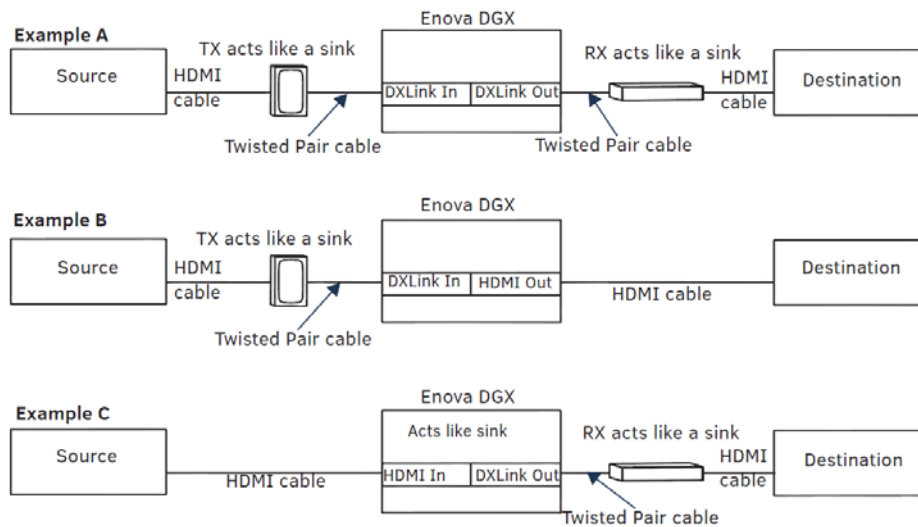 Enova DGX
Example A
TX acts like a sink
RX acts like a sink
Source
HDMI
cable
DXLink In
DXLink Out
HDMI
cable
Destination
Twisted Pair cable
Twisted Pair cable
Enova DGX
Example B
TX acts like a sink
Source
HDMI
cable
DXLink In
HDMI Out
HDMI cable
Destination
Twisted Pair cable
Enova DGX
Example C
Acts like sink
RX acts like a sink
Source
HDMI cable
HDMI In
DXLink Out
HDMI
cable
Destination
Twisted Pair cable